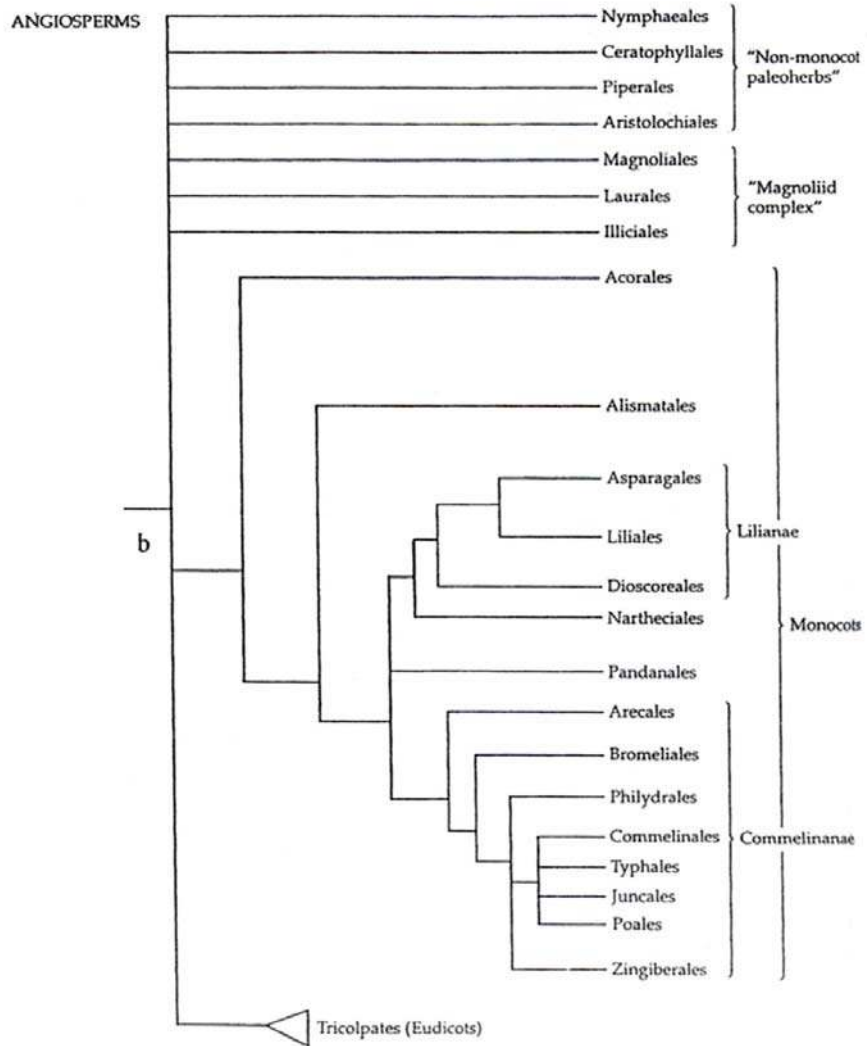 ANGIOSPERMS
Nymphaeales
Ceratophyllales
Piperales
Aristolochiales
"Non-monocot
paleoherbs"
Magnoliales
Laurales
Illiciales
"Magnoliid
complex"
Acorales
Alismatales
Asparagales
Liliales
Dioscoreales
Lilianae
Nartheciales
Monocots
Pandanales
Arecales
Bromeliales
Philydrales
Commelinales
Commelinanae
Typhales
Juncales
Poales
Zingiberales
b
Tricolpates (Eudicots)